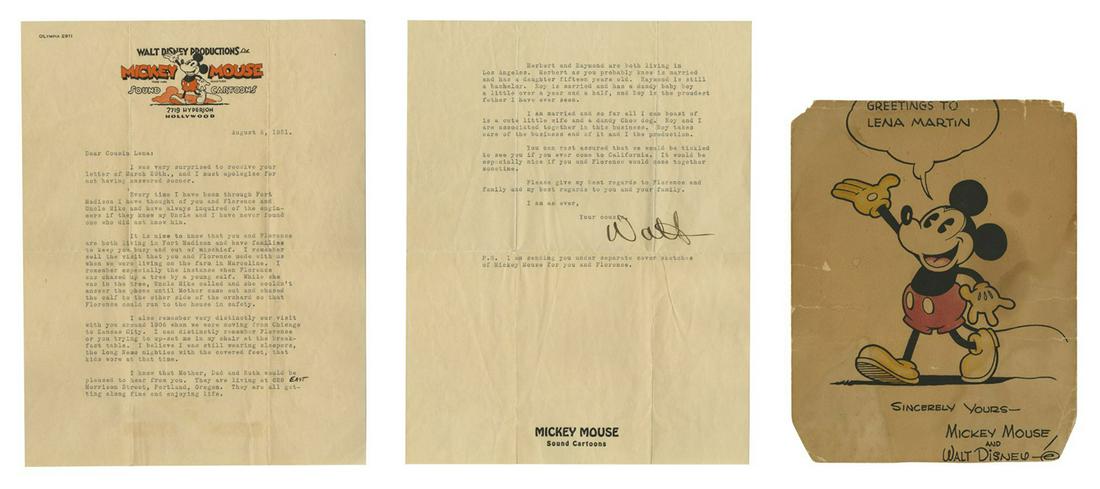 OLYMPIA 2911
WALT DISNEY PRODUCTIONS Ltd.
MICKEY MOUSE
SOUND CARTOONS
2719 HYPERION
HOLLYWOOD
August 5, 1931.
Dear Cousin Lena:
I was very surprised to receive your
letter of March 20th., and I must apologize for
not having answered sooner.
Every time I have been through Fort
Madison I have thought of you and Florence and
Uncle Mike and have always inquired of the engin-
eers if they knew my Uncle and I have never found
one who did not know him.
It is nice to know that you and Florence
are both living in Fort Madison and have families
to keep you busy and out of mischief. I remember
well the visit that you and Florence made with us
when we were living on the farm in Marceline. I
remember especially the instance when Florence
was chased up a tree by a young calf. While she
was in the tree, Uncle Mike called and she couldn't
answer the phone until Mother came out and chased
the calf to the other side of the orchard so that
Florence could run to the house in safety.
I also remember very distinctly our visit
with you around 1906 when we were moving from Chicago
to Kansas City. I can distinctly remember Florence
or you trying to up-set me in my chair at the break-
fast table. I believe I was still wearing sleepers,
the long nighties with the covered feet, that
kids wore at that time.
I know that Mother, Dad and Ruth would be
pleased to hear from you. They are living at EAST
Morrison Street, Portland, Oregon. They are all get-
ting along fine and enjoying life.
Herbert and Raymond are both living in
Los Angeles. Herbert as you probably know is married
and has a daughter fifteen years old. Raymond is still
a bachelor. Roy is married and has a dandy baby boy
a little over a year and a half, and Roy is the proudest
father I have ever seen.
I am married and so far all I can boast of
is a cute little wife and a dandy Chow dog. Roy and I
are associated together in this business. Roy takes
care of the business end of it and I the production.
You can rest assured that we would be tickled
to see you if you ever come to California. It would be
especially nice if you and Florence would come together
sometime.
Please give my best regards to Florence and
family and my best regards to you and your family.
I am as ever,
Your cousin
Walt
P.S. I am sending you under separate cover sketches
of Mickey Mouse for you and Florence.
MICKEY MOUSE
Sound Cartoons
GREETINGS TO
LENA MARTIN
SINCERELY YOURS—
MICKEY MOUSE
AND
WALT DISNEY